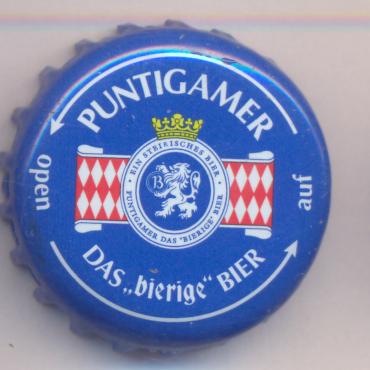 PUNTIGAMER
open
auf
· EIN STEIRISCHES BIER ·
PUNTIGAMER DAS "BIERIGE" BIER
B
DAS „bierige“ BIER